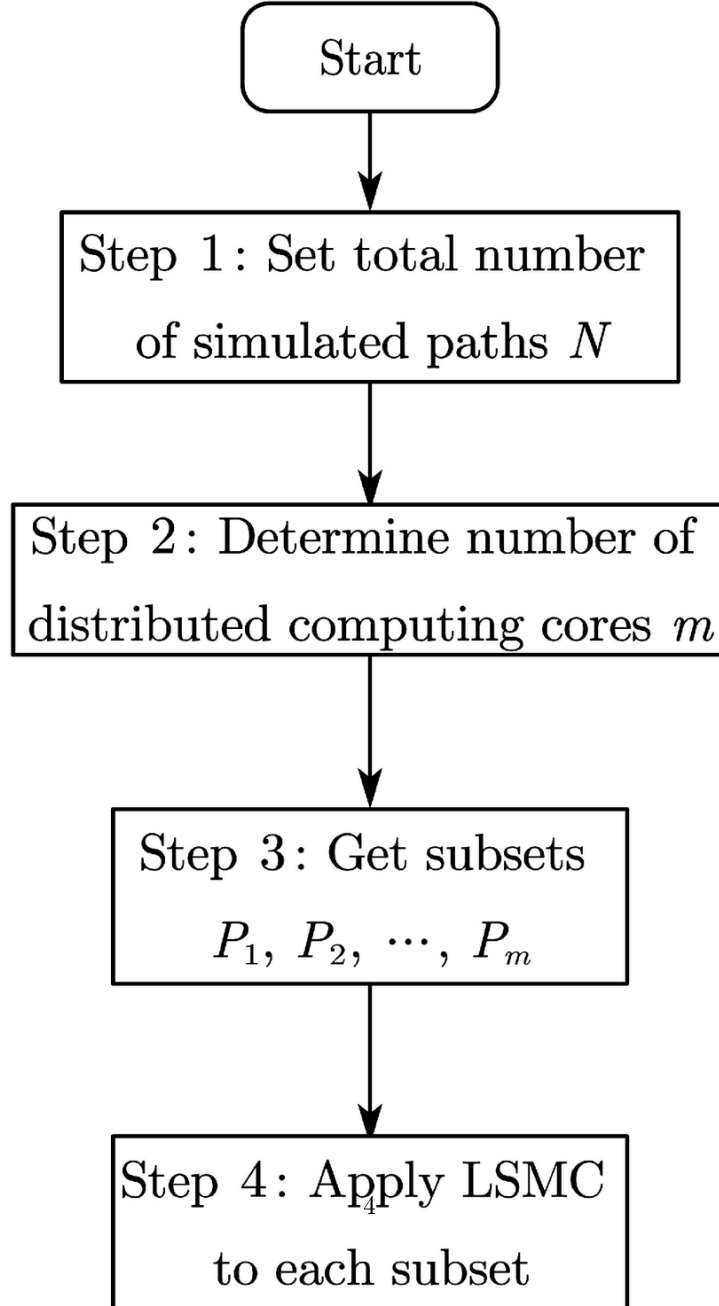 Start
Step 1: Set total number
of simulated paths N
Step 2: Determine number of
distributed computing cores m
Step 3: Get subsets
P₁, P₂, ⋯, Pₘ
Step 4: Apply LSMC
4
to each subset